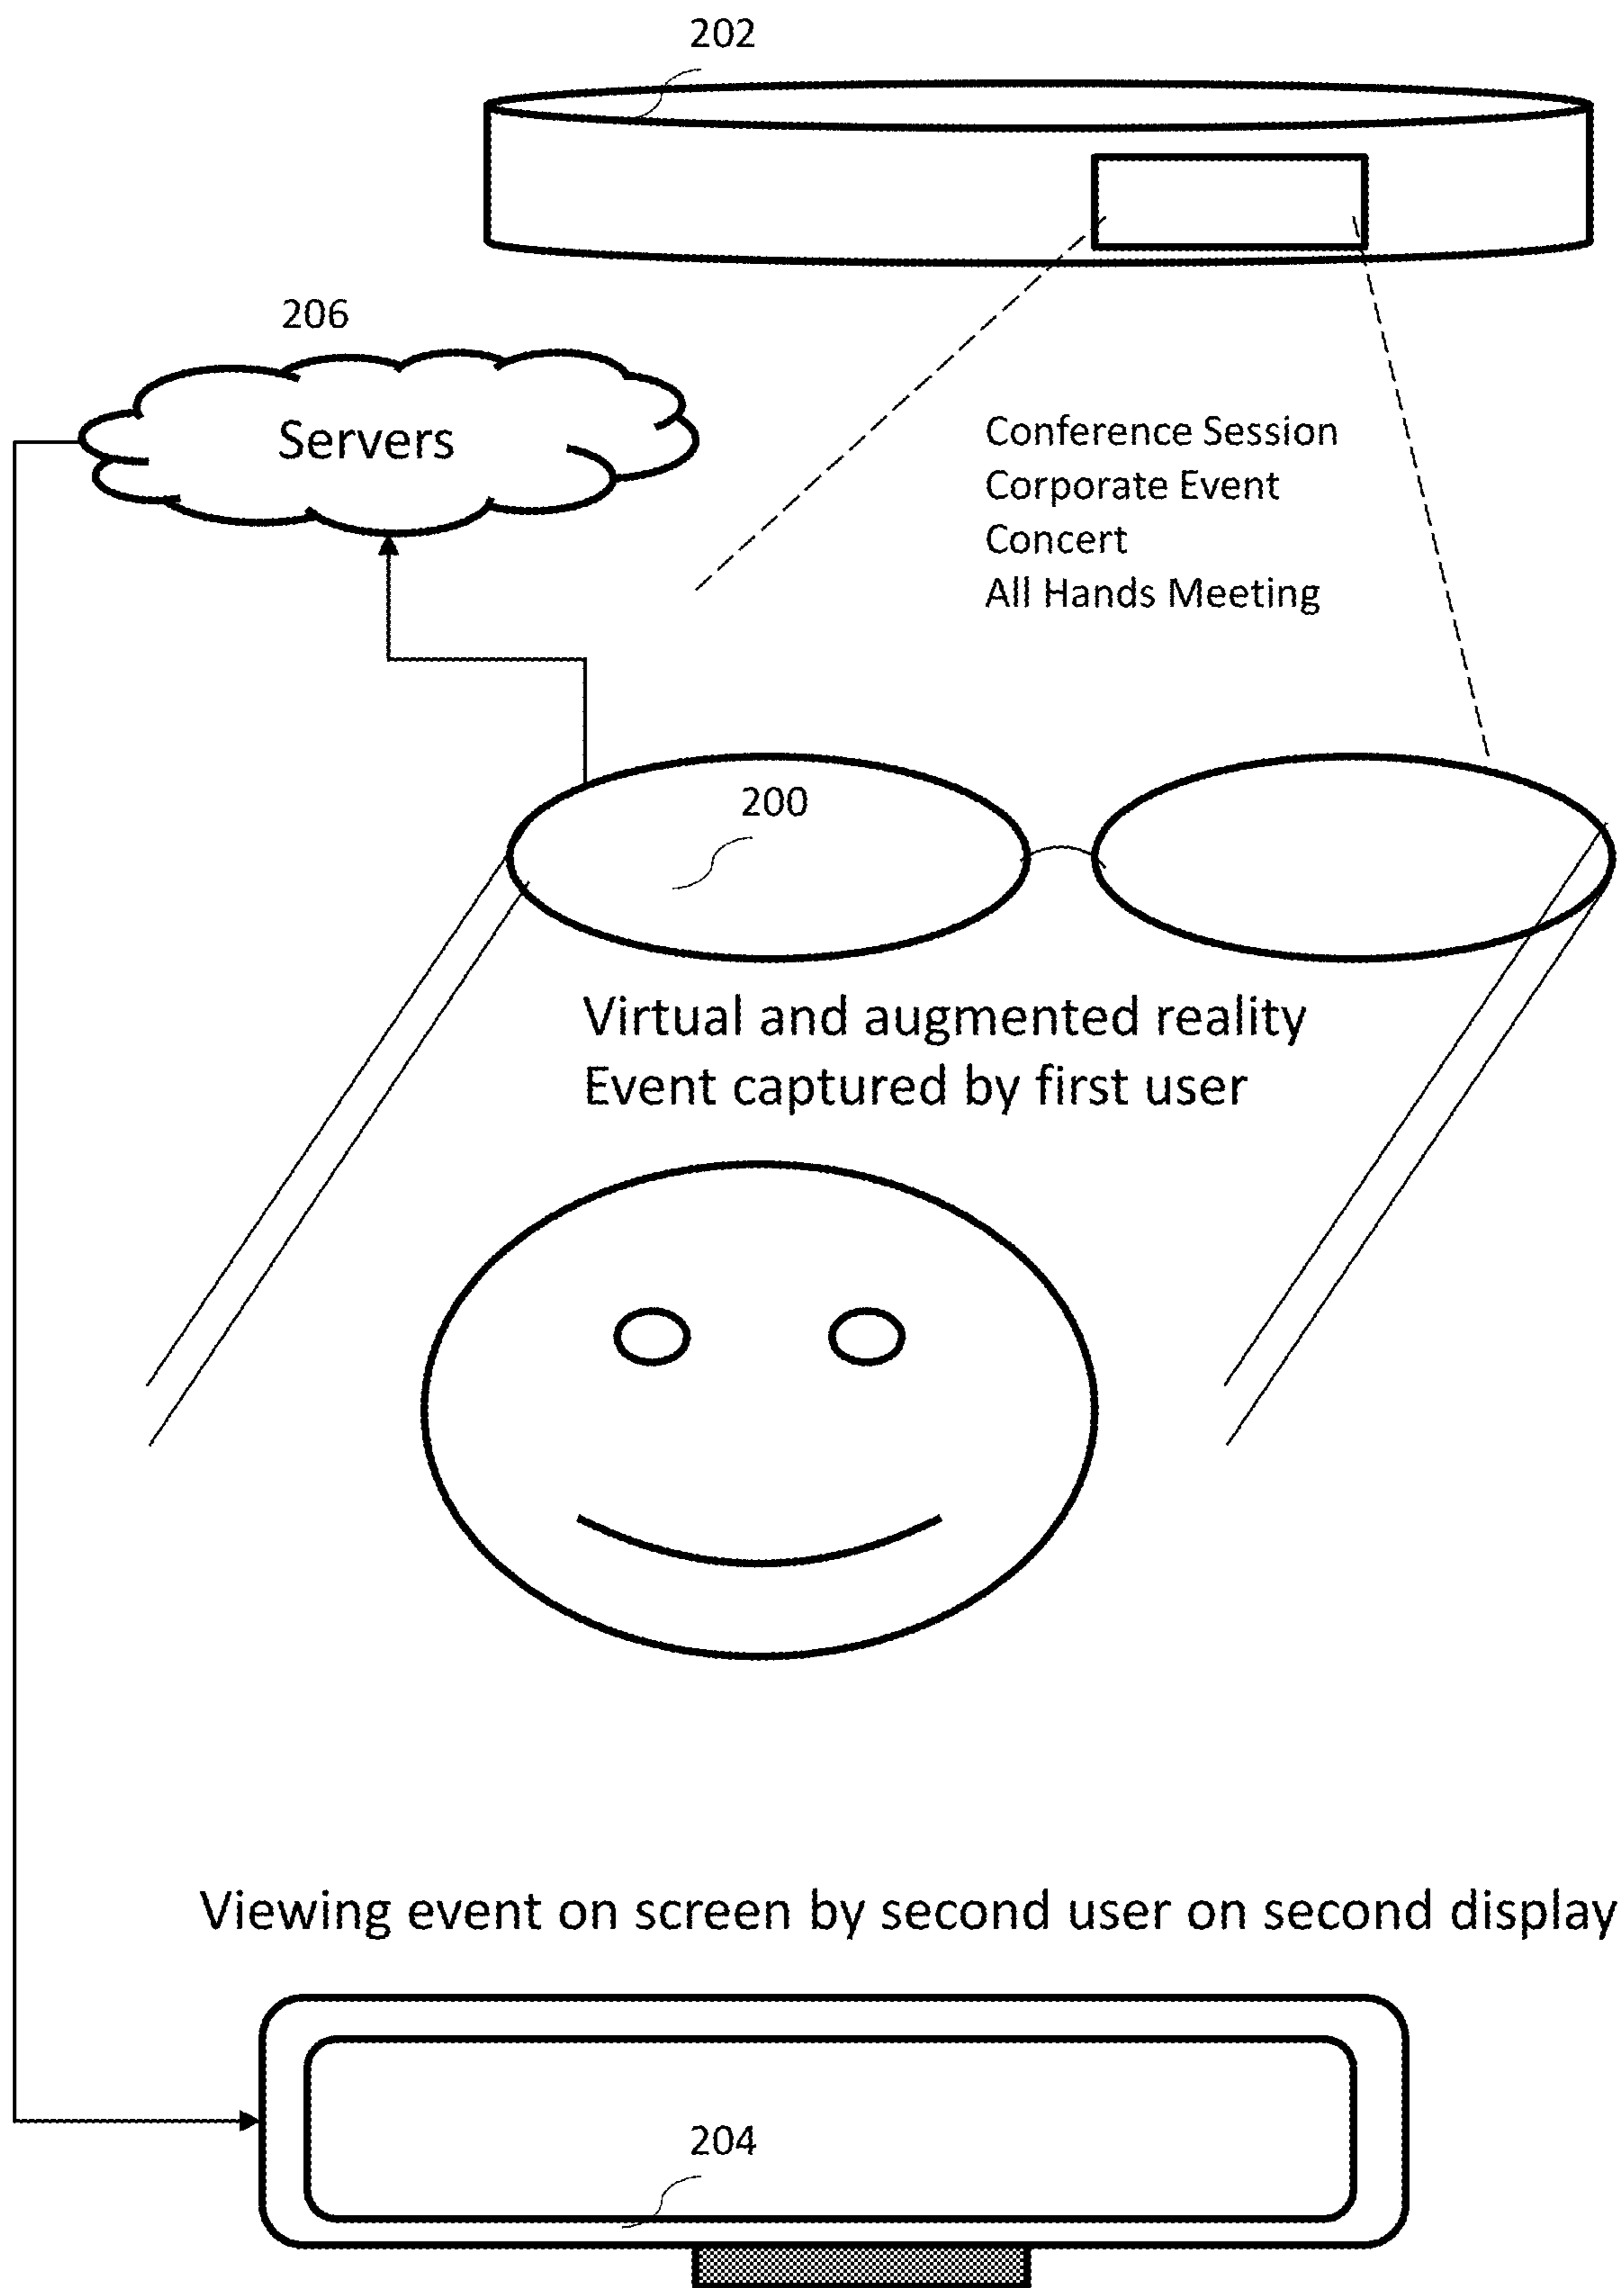 202
206
Servers
Conference Session
Corporate Event
Concert
All Hands Meeting
200
Virtual and augmented reality
Event captured by first user
Viewing event on screen by second user on second display
204